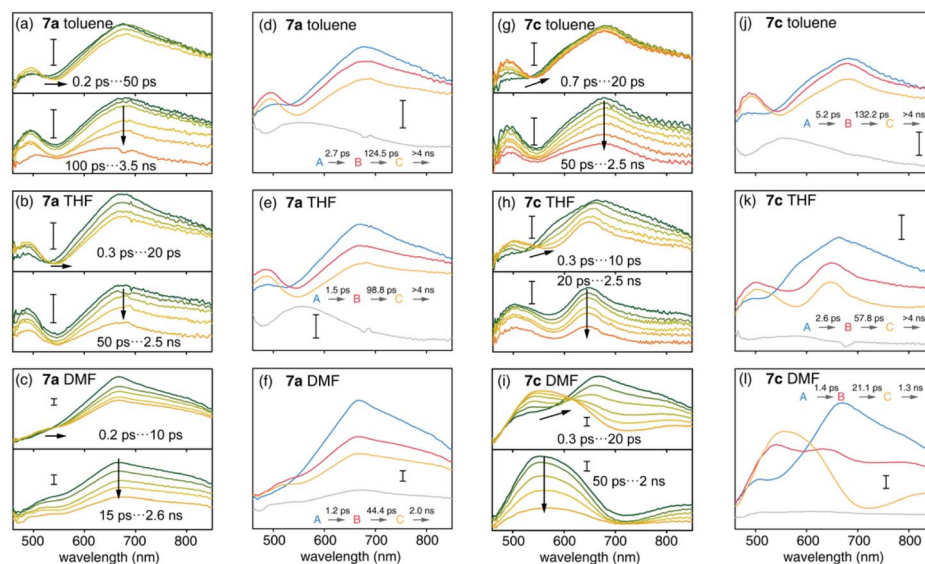 (a) 7a toluene
0.2 ps···50 ps
100 ps···3.5 ns
(b) 7a THF
0.3 ps···20 ps
50 ps···2.5 ns
(c) 7a DMF
0.2 ps···10 ps
15 ps···2.6 ns
500 600 700 800
wavelength (nm)
(d) 7a toluene
2.7 ps 124.5 ps >4 ns
A B C
(e) 7a THF
1.5 ps 98.8 ps >4 ns
A B C
(f) 7a DMF
1.2 ps 44.4 ps 2.0 ns
A B C
500 600 700 800
wavelength (nm)
(g) 7c toluene
0.7 ps···20 ps
50 ps···2.5 ns
(h) 7c THF
0.3 ps···10 ps
20 ps···2.5 ns
(i) 7c DMF
0.3 ps···20 ps
50 ps···2 ns
500 600 700 800
wavelength (nm)
(j) 7c toluene
5.2 ps 132.2 ps >4 ns
A B C
(k) 7c THF
2.6 ps 57.8 ps >4 ns
A B C
(l) 7c DMF
1.4 ps 21.1 ps 1.3 ns
A B C
500 600 700 800
wavelength (nm)